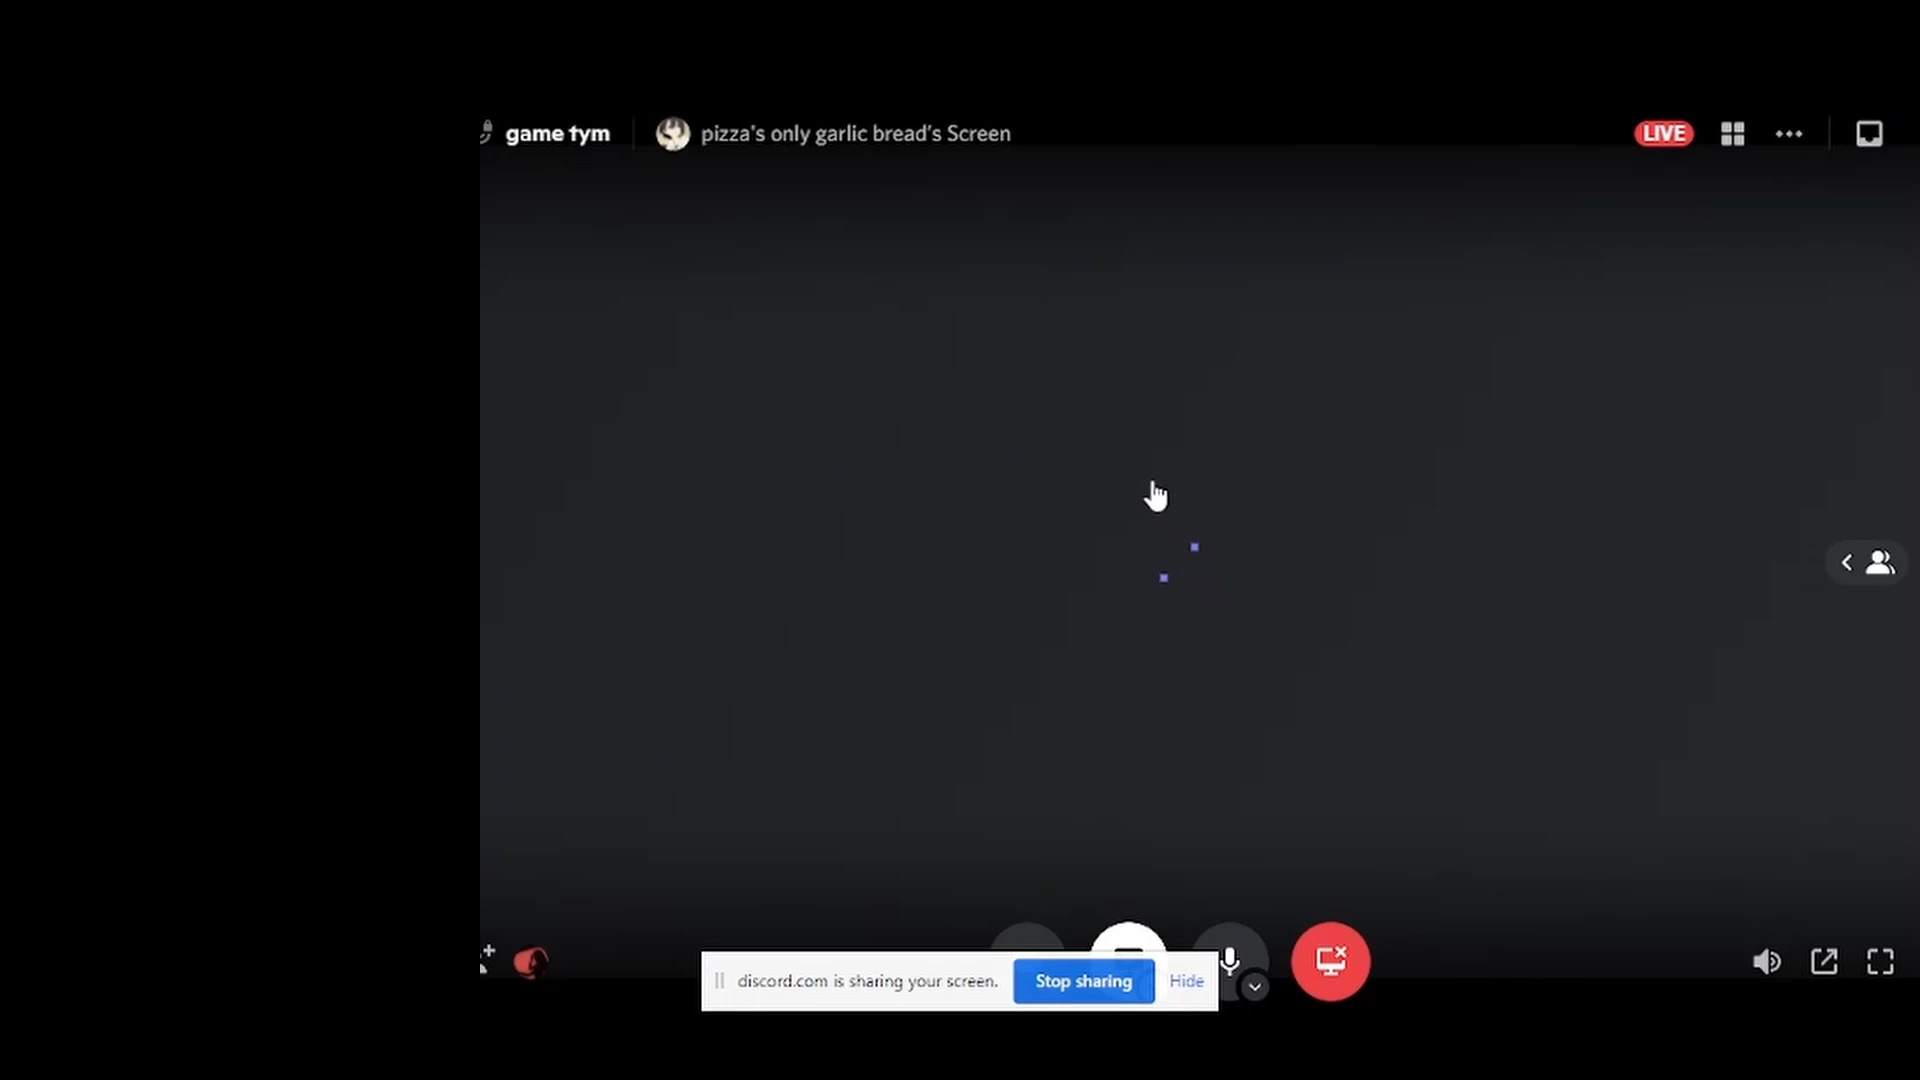 game tym
pizza's only garlic bread's Screen
LIVE
discord.com is sharing your screen.
Stop sharing
Hide